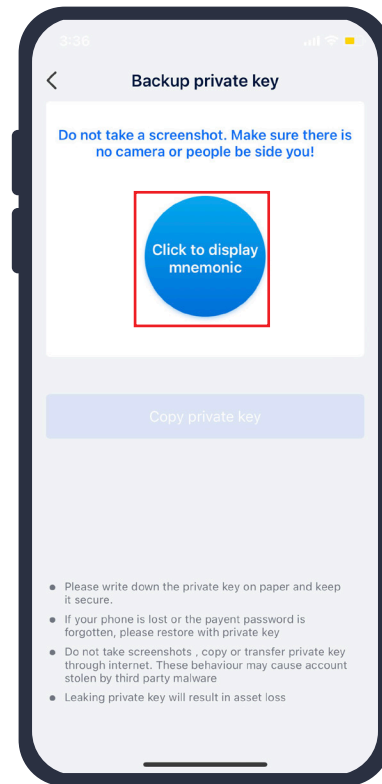 3:36
Backup private key
Do not take a screenshot. Make sure there is
no camera or people be side you!
Click to display
mnemonic
Copy private key
Please write down the private key on paper and keep
it secure.
If your phone is lost or the payent password is
forgotten, please restore with private key
Do not take screenshots , copy or transfer private key
through internet. These behaviour may cause account
stolen by third party malware
Leaking private key will result in asset loss